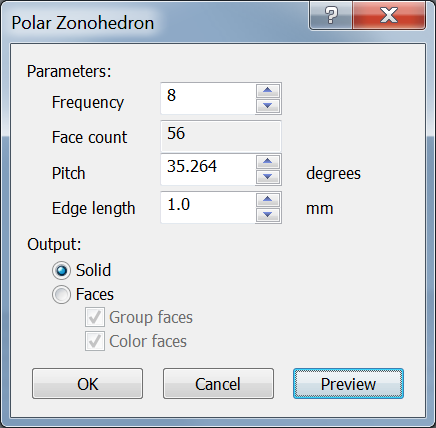 Polar Zonohedron
Parameters:
Frequency 8
Face count 56
Pitch 35.264 degrees
Edge length 1.0 mm
Output:
Solid
Faces
Group faces
Color faces
OK Cancel Preview